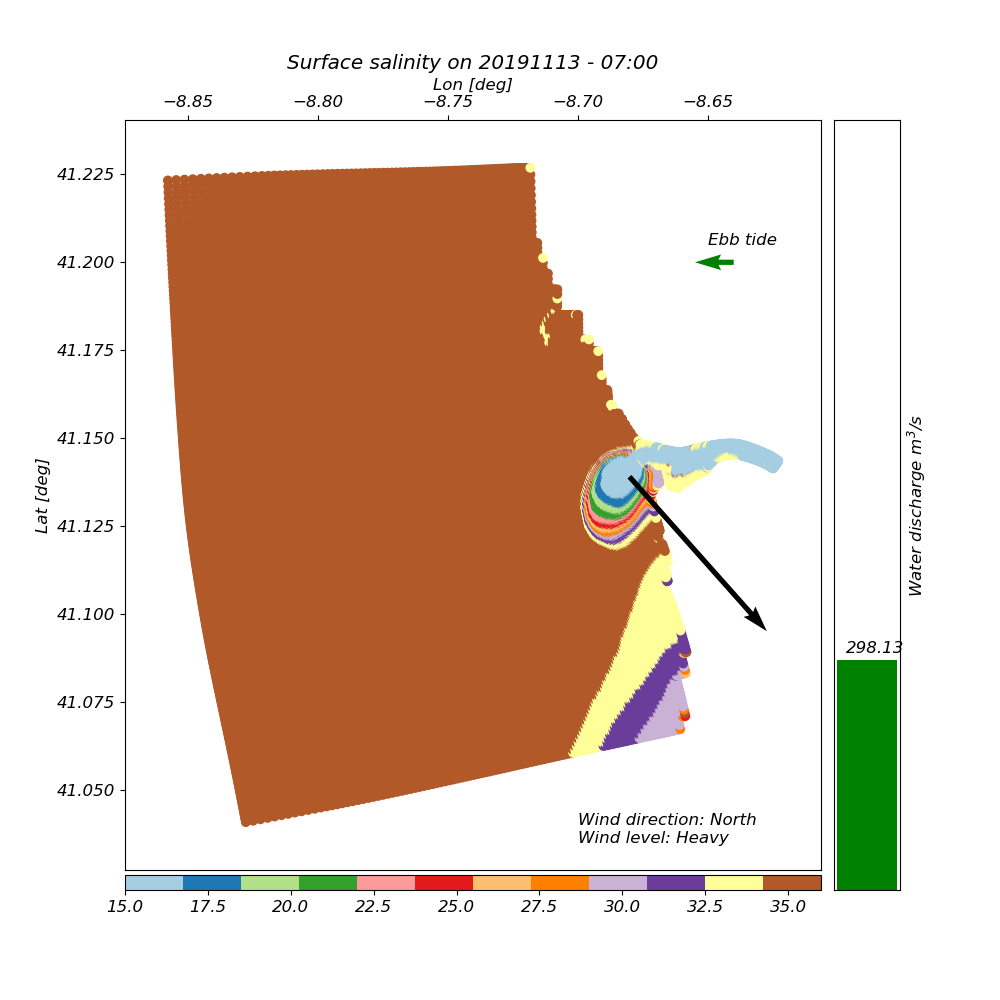 Surface salinity on 20191113 - 07:00
Lon [deg]
−8.85 −8.80 −8.75 −8.70 −8.65
41.225
41.200
41.175
41.150
41.125
41.100
41.075
41.050
Lat [deg]
Ebb tide
Water discharge m³/s
298.13
Wind direction: North
Wind level: Heavy
15.0 17.5 20.0 22.5 25.0 27.5 30.0 32.5 35.0